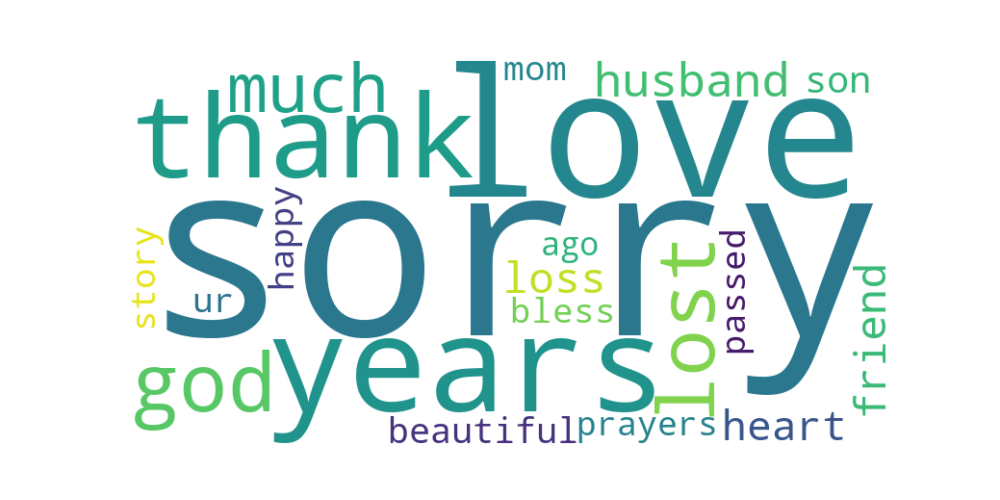 mom
much
husband
son
thank
love
sorry
happy
story
ur
ago
loss
bless
lost
passed
friend
god
years
beautiful
prayers
heart